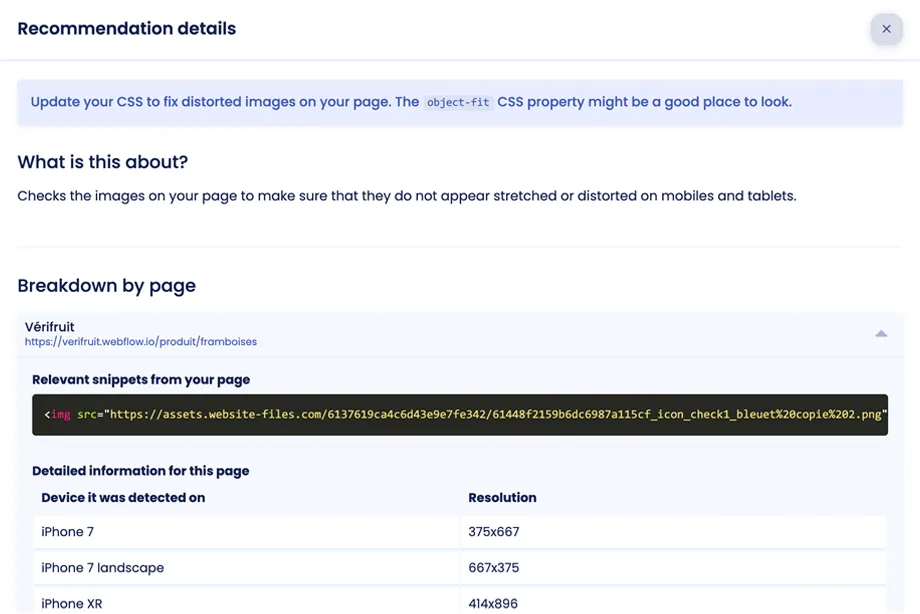 Recommendation details
Update your CSS to fix distorted images on your page. The object-fit CSS property might be a good place to look.
What is this about?
Checks the images on your page to make sure that they do not appear stretched or distorted on mobiles and tablets.
Breakdown by page
Vérifruit
https://verifruit.webflow.io/produit/framboises
Relevant snippets from your page
<img src="https://assets.website-files.com/6137619ca4c6d43e9e7fe342/61448f2159b6dc6987a115cf_icon_check1_bleuet%20copie%202.png"
Detailed information for this page
Device it was detected on Resolution
iPhone 7 375x667
iPhone 7 landscape 667x375
iPhone XR 414x896